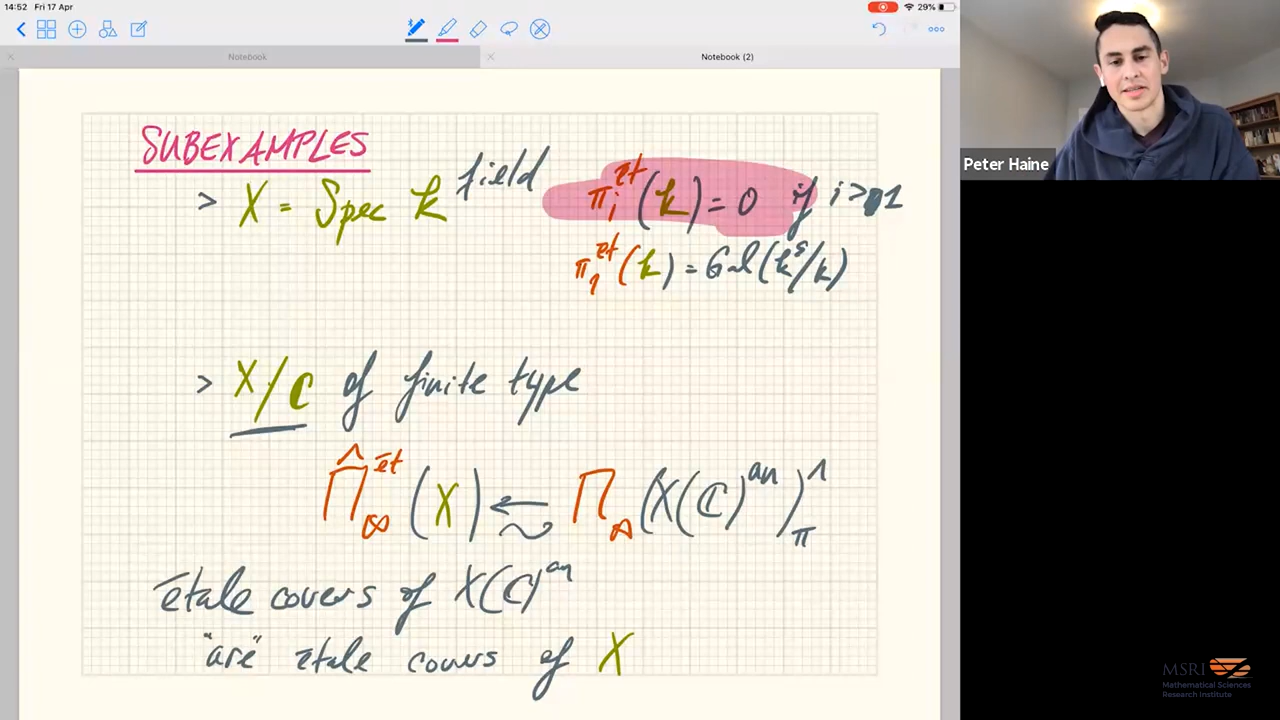 14:52 Fri 17 Apr 29%
Notebook Notebook (2)
SUBEXAMPLES
> X = Spec k field π_i^ét(k) = 0 if i > 1
π_1^ét(k) = Gal(k^s/k)
> X/ℂ of finite type
Π̂_∞^ét(X) ⥲ Π_∞(X(ℂ)^an)_π^∧
étale covers of X(ℂ)^an
"are" étale covers of X
Peter Haine
MSRI
Mathematical Sciences
Research Institute